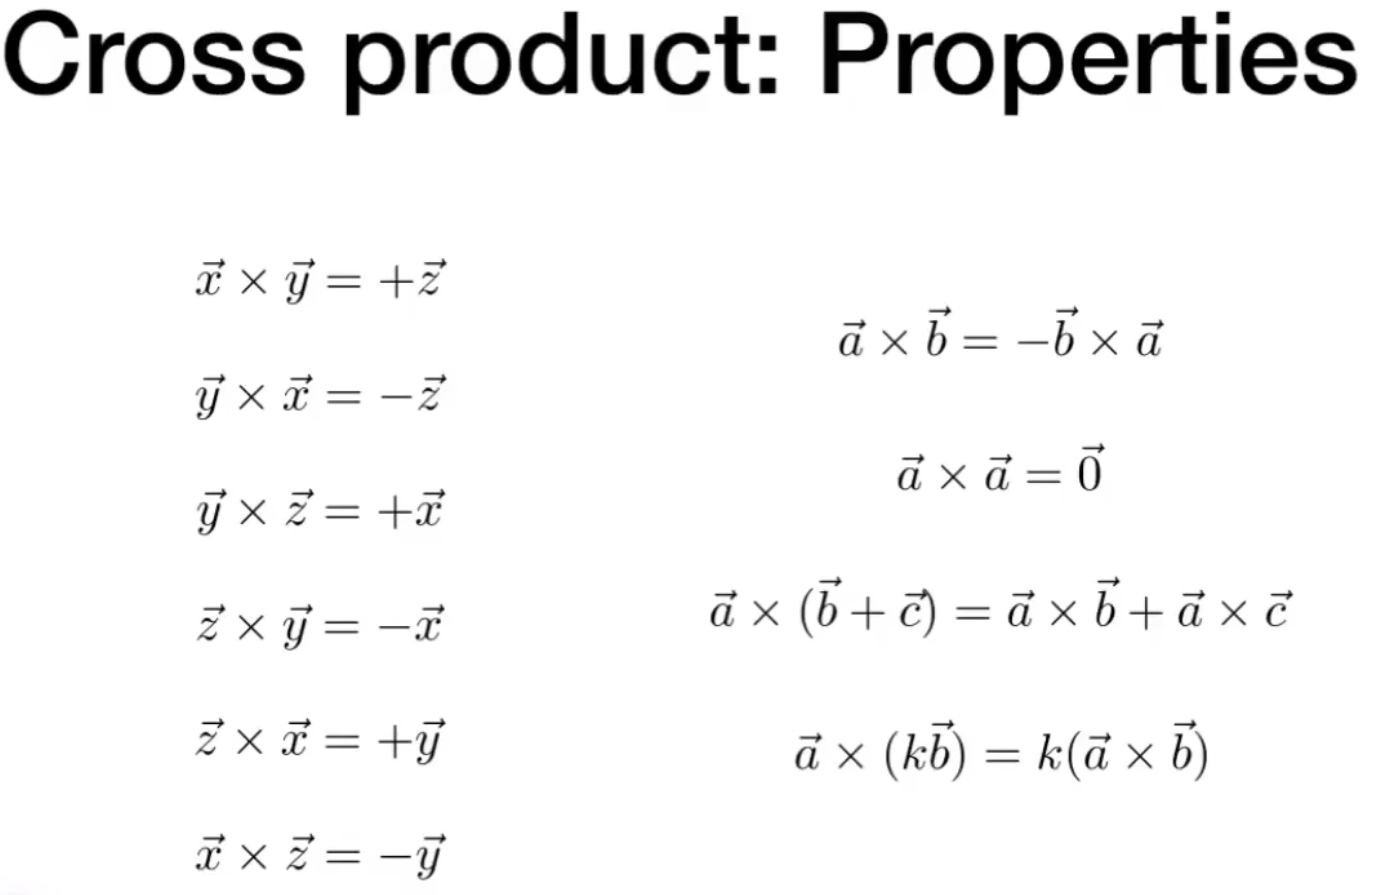 Cross product: Properties
$\vec{x} \times \vec{y} = +\vec{z}$
$\vec{y} \times \vec{x} = -\vec{z}$
$\vec{y} \times \vec{z} = +\vec{x}$
$\vec{z} \times \vec{y} = -\vec{x}$
$\vec{z} \times \vec{x} = +\vec{y}$
$\vec{x} \times \vec{z} = -\vec{y}$
$\vec{a} \times \vec{b} = -\vec{b} \times \vec{a}$
$\vec{a} \times \vec{a} = \vec{0}$
$\vec{a} \times (\vec{b} + \vec{c}) = \vec{a} \times \vec{b} + \vec{a} \times \vec{c}$
$\vec{a} \times (k\vec{b}) = k(\vec{a} \times \vec{b})$